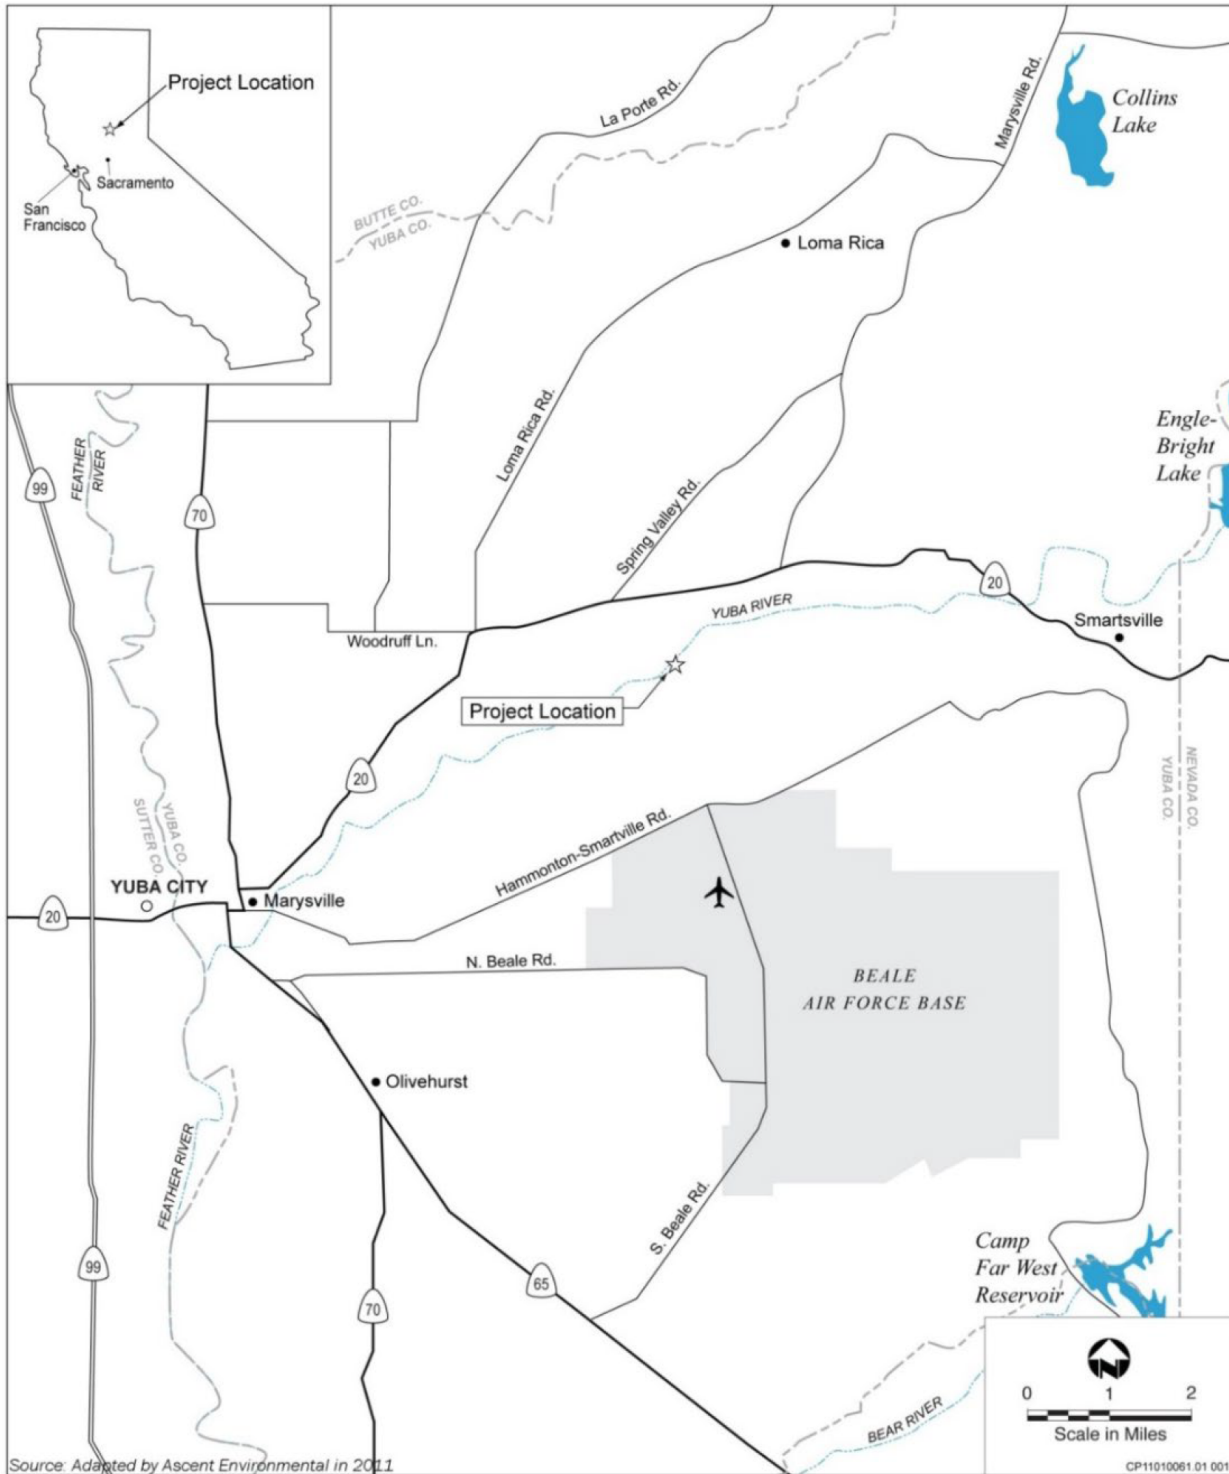 Project Location
Sacramento
San
Francisco
La Porte Rd.
Marysville Rd.
Collins
Lake
BUTTE CO.
YUBA CO.
Loma Rica
Loma Rica Rd.
Engle-
Bright
Lake
FEATHER
RIVER
99
70
Spring Valley Rd.
20
YUBA RIVER
Smartsville
Woodruff Ln.
Project Location
20
NEVADA CO.
YUBA CO.
YUBA CO.
SUTTER CO.
Hammonton-Smartville Rd.
YUBA CITY
Marysville
20
N. Beale Rd.
BEALE
AIR FORCE BASE
Olivehurst
FEATHER RIVER
S. Beale Rd.
Camp
Far West
Reservoir
99
65
70
0 1 2
Scale in Miles
N
BEAR RIVER
Source: Adapted by Ascent Environmental in 2011
CP11010061.01 001